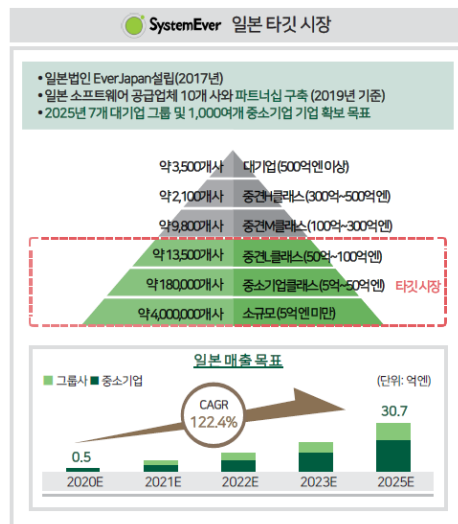 SystemEver 일본 타깃 시장
• 일본법인 EverJapan설립(2017년)
• 일본 소프트웨어 공급업체 10개 사와 파트너십 구축 (2019년 기준)
• 2025년 7개 대기업 그룹 및 1,000여개 중소기업 기업 확보 목표
약 3,500개사 대기업 (500억엔 이상)
약 2,100개사 중견H클래스 (300억~500억엔)
약 9,800개사 중견M클래스 (100억~300억엔)
약 13,500개사 중견L클래스 (50억~100억엔)
약 180,000개사 중소기업클래스 (5억~50억엔) 타깃 시장
약 4,000,000개사 소규모 (5억엔 미만)
일본 매출 목표
그룹사 중소기업 (단위: 억엔)
CAGR
122.4%
30.7
0.5
2020E 2021E 2022E 2023E 2025E